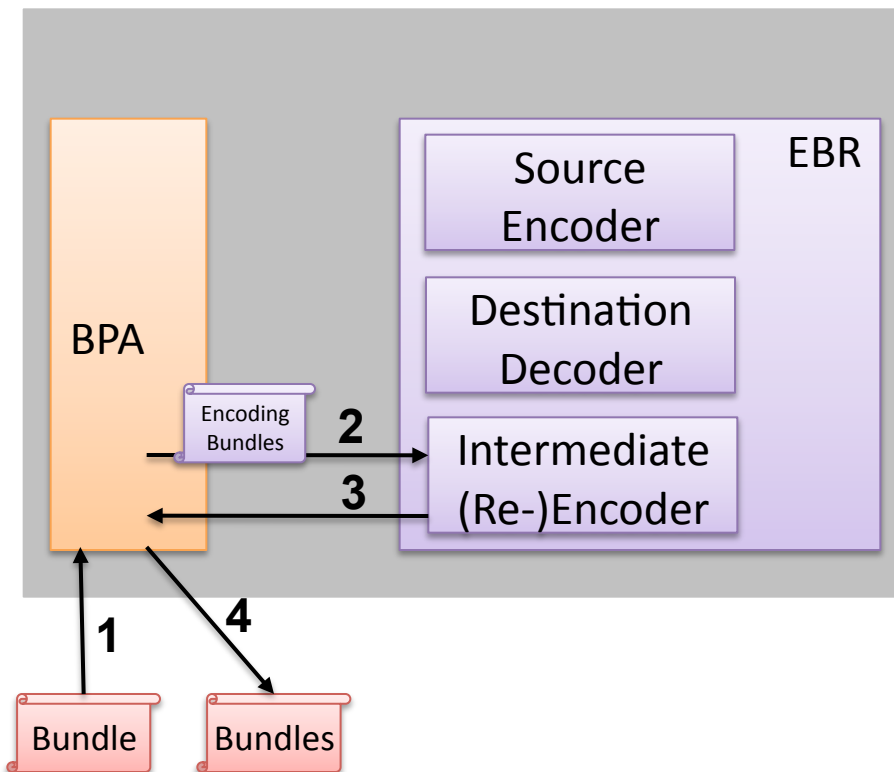 EBR
Source
Encoder
Destination
Decoder
BPA
Encoding
Bundles
2
Intermediate
(Re-)Encoder
3
1
4
Bundle
Bundles